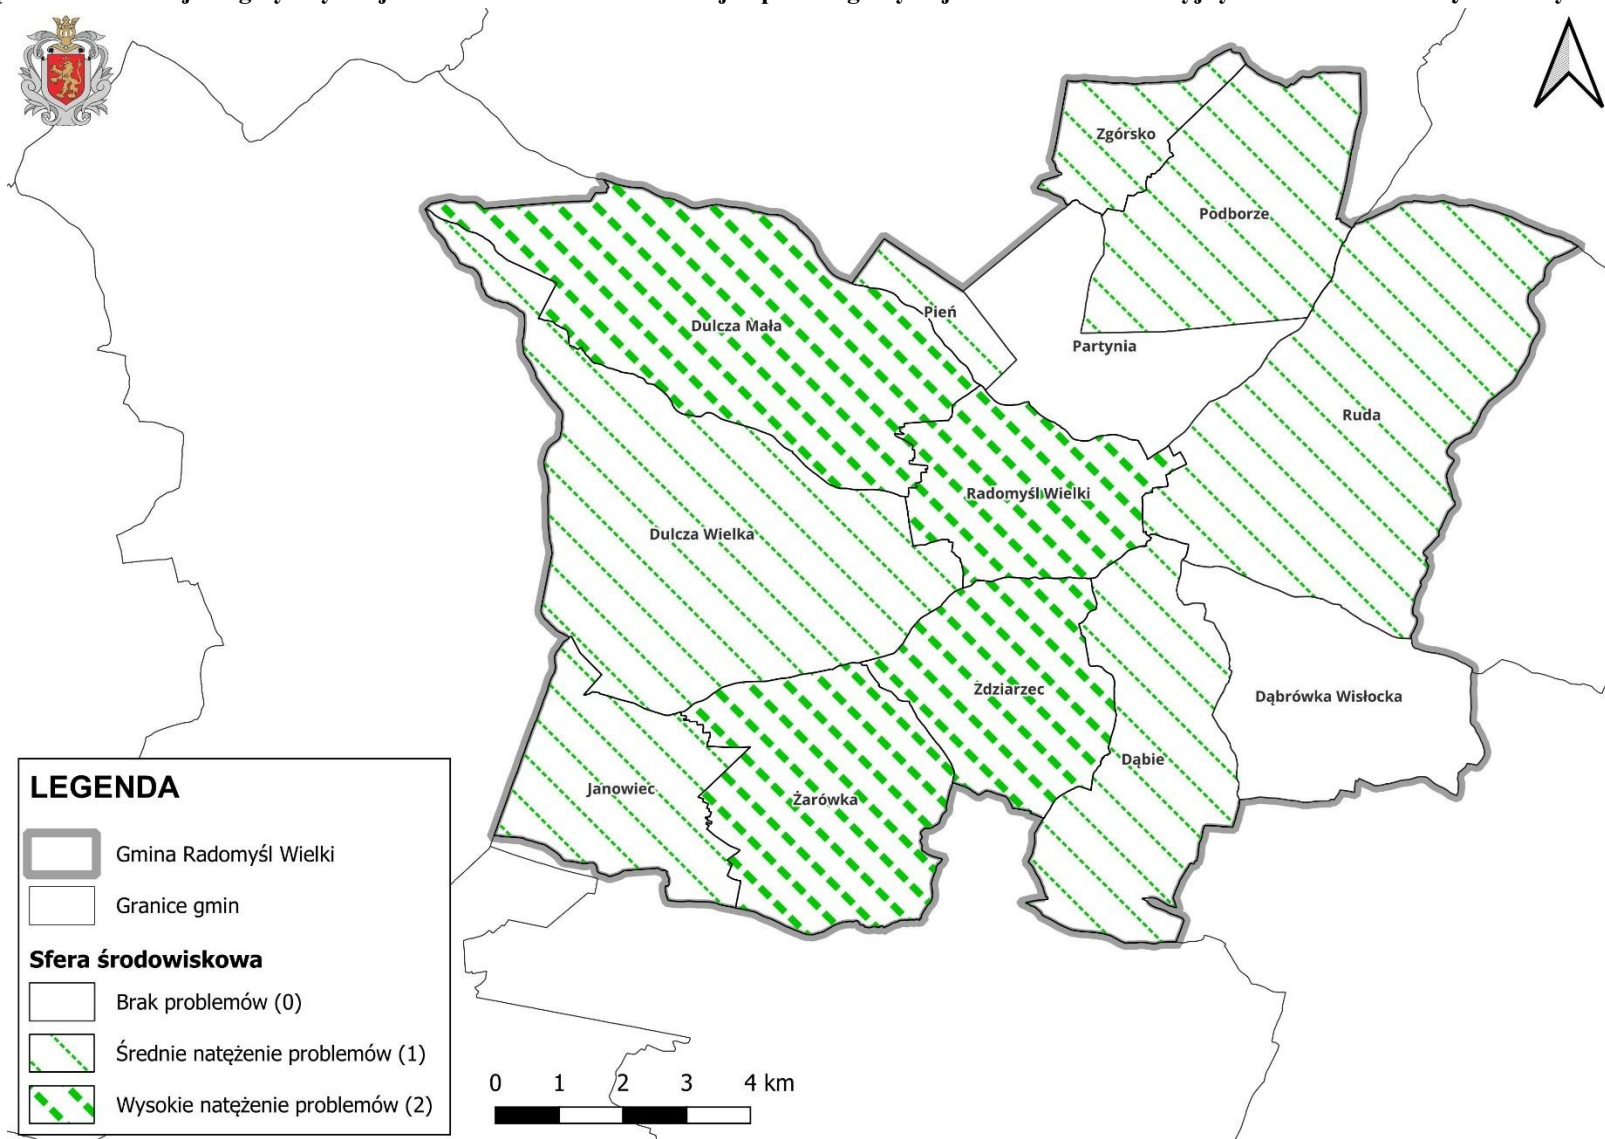 Zgórsko
Podborze
Pień
Dulcza Mała
Partynia
Ruda
Radomyśl Wielki
Dulcza Wielka
Żdziarzec
Dąbrówka Wisłocka
Dąbie
Janowiec
Żarówka
LEGENDA
Gmina Radomyśl Wielki
Granice gmin
Sfera środowiskowa
Brak problemów (0)
Średnie natężenie problemów (1)
Wysokie natężenie problemów (2)
0 1 2 3 4 km